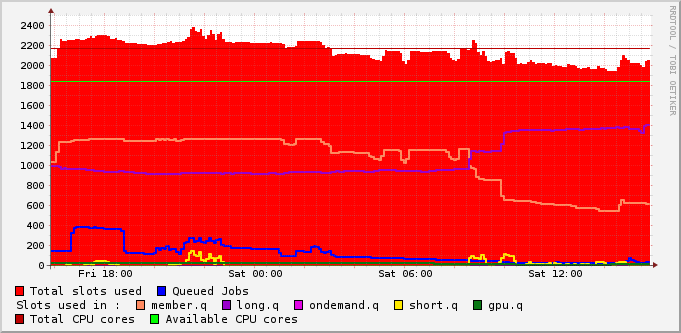 2400
2200
2000
1800
1600
1400
1200
1000
800
600
400
200
0
Fri 18:00 Sat 00:00 Sat 06:00 Sat 12:00
RRDTOOL / TOBI OETIKER
Total slots used Queued Jobs
Slots used in : member.q long.q ondemand.q short.q gpu.q
Total CPU cores Available CPU cores